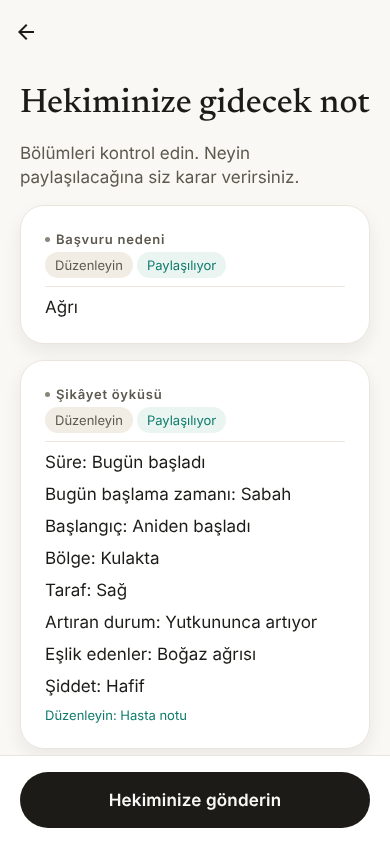 Hekiminize gidecek not
Bölümleri kontrol edin. Neyin
paylaşılacağına siz karar verirsiniz.
Başvuru nedeni
Düzenleyin Paylaşılıyor
Ağrı
Şikâyet öyküsü
Düzenleyin Paylaşılıyor
Süre: Bugün başladı
Bugün başlama zamanı: Sabah
Başlangıç: Aniden başladı
Bölge: Kulakta
Taraf: Sağ
Artıran durum: Yutkununca artıyor
Eşlik edenler: Boğaz ağrısı
Şiddet: Hafif
Düzenleyin: Hasta notu
Hekiminize gönderin